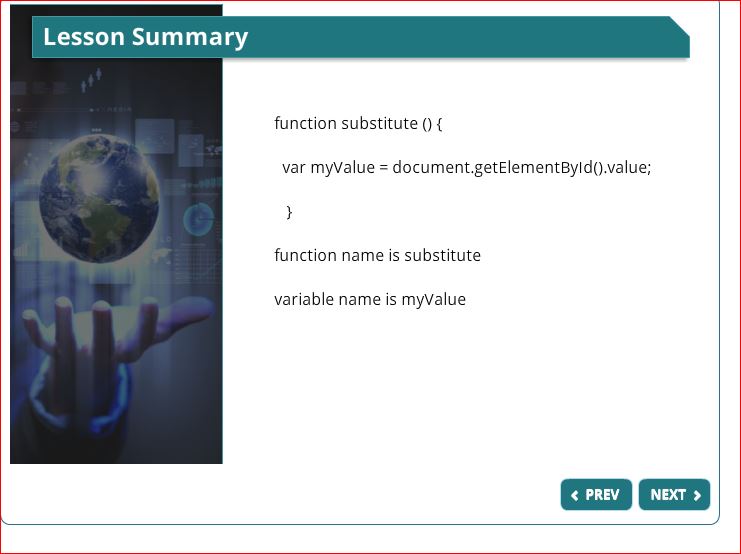 Lesson Summary
function substitute () {
var myValue = document.getElementById().value;
}
function name is substitute
variable name is myValue
PREV
NEXT